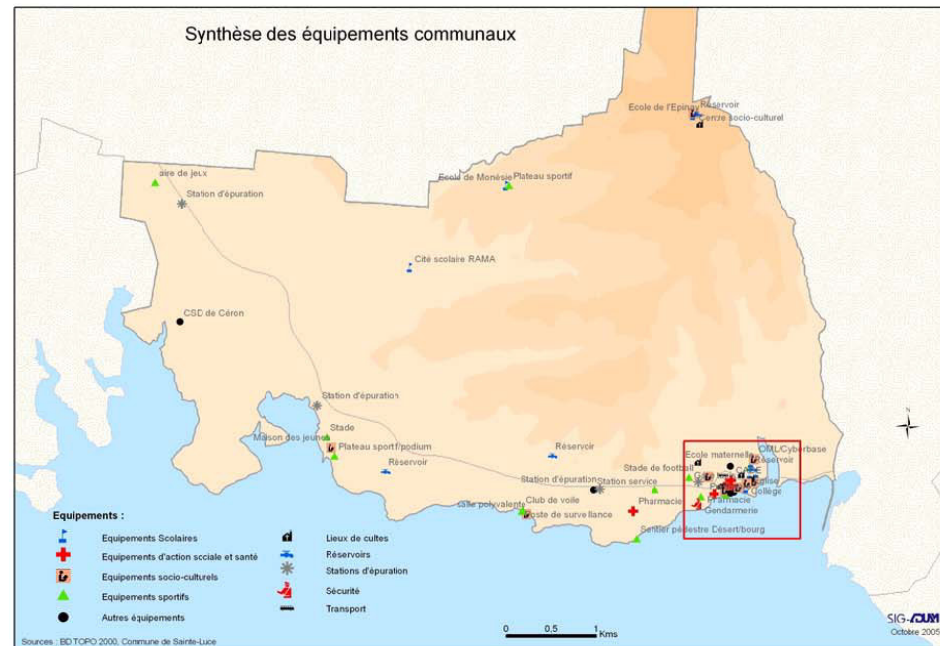 Synthèse des équipements communaux
Ecole de l'Epinay Réservoir
Centre socio-culturel
aire de jeux
Station d'épuration
Ecole de Monésie Plateau sportif
Cité scolaire RAMA
CSD de Céron
Station d'épuration
Stade
Maison des jeunes
Plateau sportif/podium
Réservoir
Réservoir
Ecole maternelle
OML/Cyberbase
Réservoir
Stade de football
Station d'épuration
Station service
Eglise
Collège
Salle polyvalente
Club de voile
Poste de surveillance
Pharmacie
Pharmacie
Gendarmerie
Sentier pédestre Désert/bourg
N
Equipements :
Equipements Scolaires
Equipements d'action sociale et santé
Equipements socio-culturels
Equipements sportifs
Autres équipements
Lieux de cultes
Réservoirs
Stations d'épuration
Sécurité
Transport
0 0,5 1
Kms
SIG-ADUAM
Octobre 2005
Sources : BD TOPO 2000, Commune de Sainte-Luce